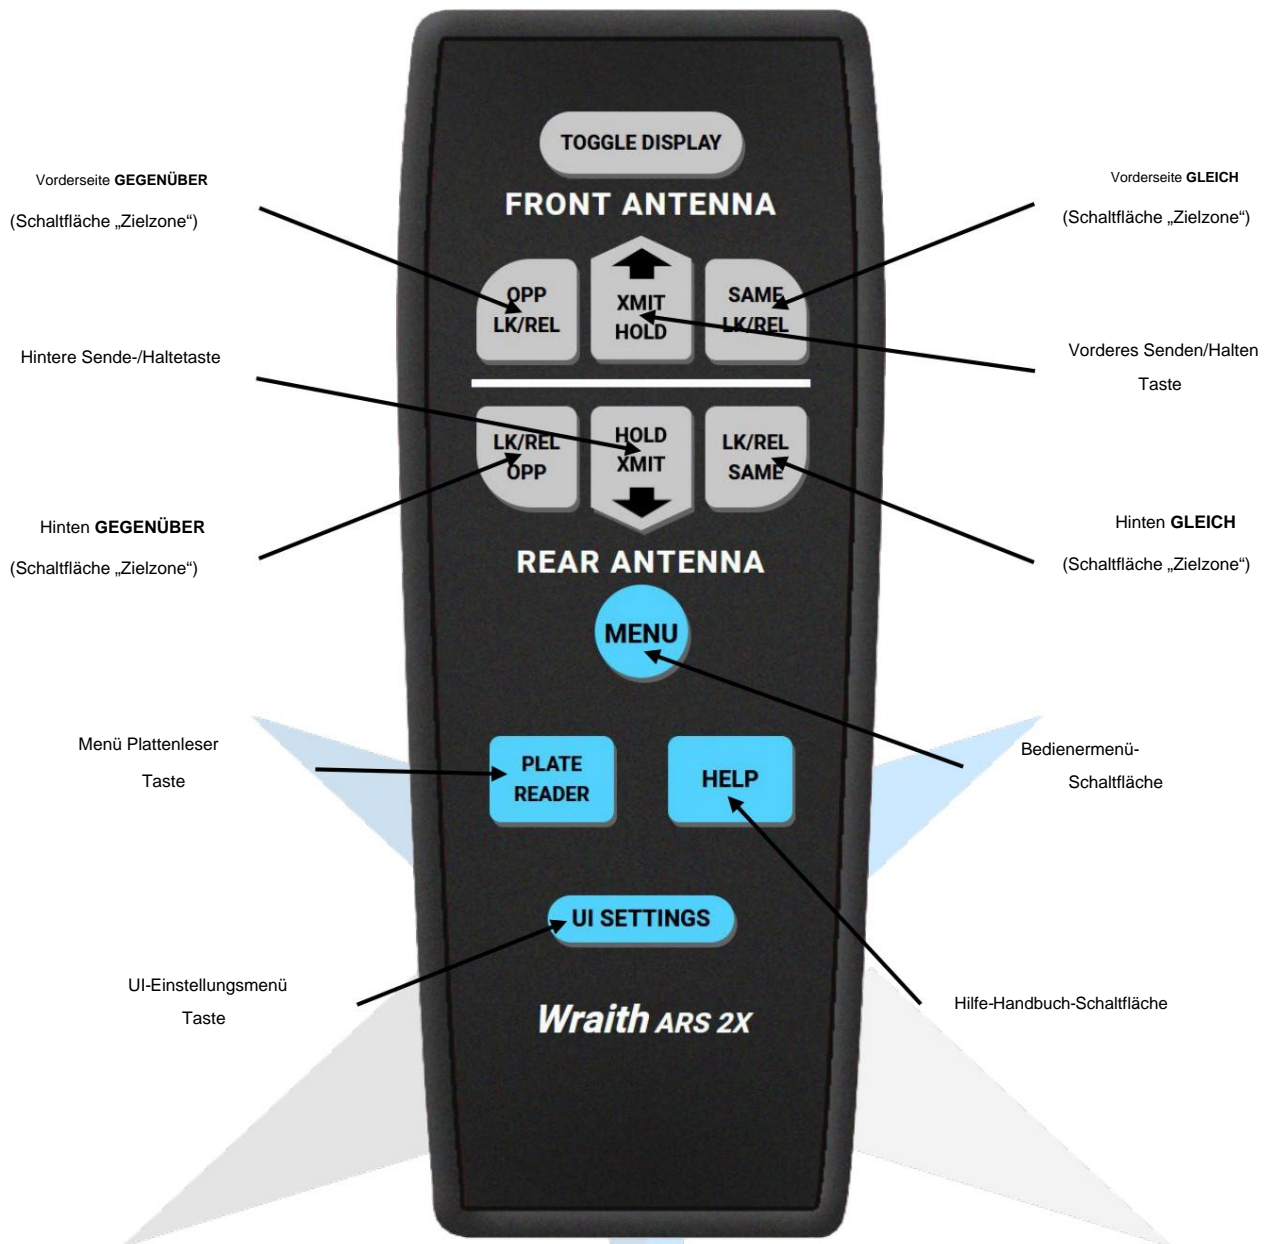 TOGGLE DISPLAY
FRONT ANTENNA
Vorderseite GEGENÜBER
(Schaltfläche „Zielzone“)
Vorderseite GLEICH
(Schaltfläche „Zielzone“)
OPP
LK/REL
XMIT
HOLD
SAME
LK/REL
Hintere Sende-/Haltetaste
Vorderes Senden/Halten
Taste
LK/REL
OPP
HOLD
XMIT
LK/REL
SAME
Hinten GEGENÜBER
(Schaltfläche „Zielzone“)
Hinten GLEICH
(Schaltfläche „Zielzone“)
REAR ANTENNA
MENU
Menü Plattenleser
Taste
PLATE
READER
HELP
Bedienermenü-
Schaltfläche
UI SETTINGS
UI-Einstellungsmenü
Taste
Hilfe-Handbuch-Schaltfläche
Wraith ARS 2X